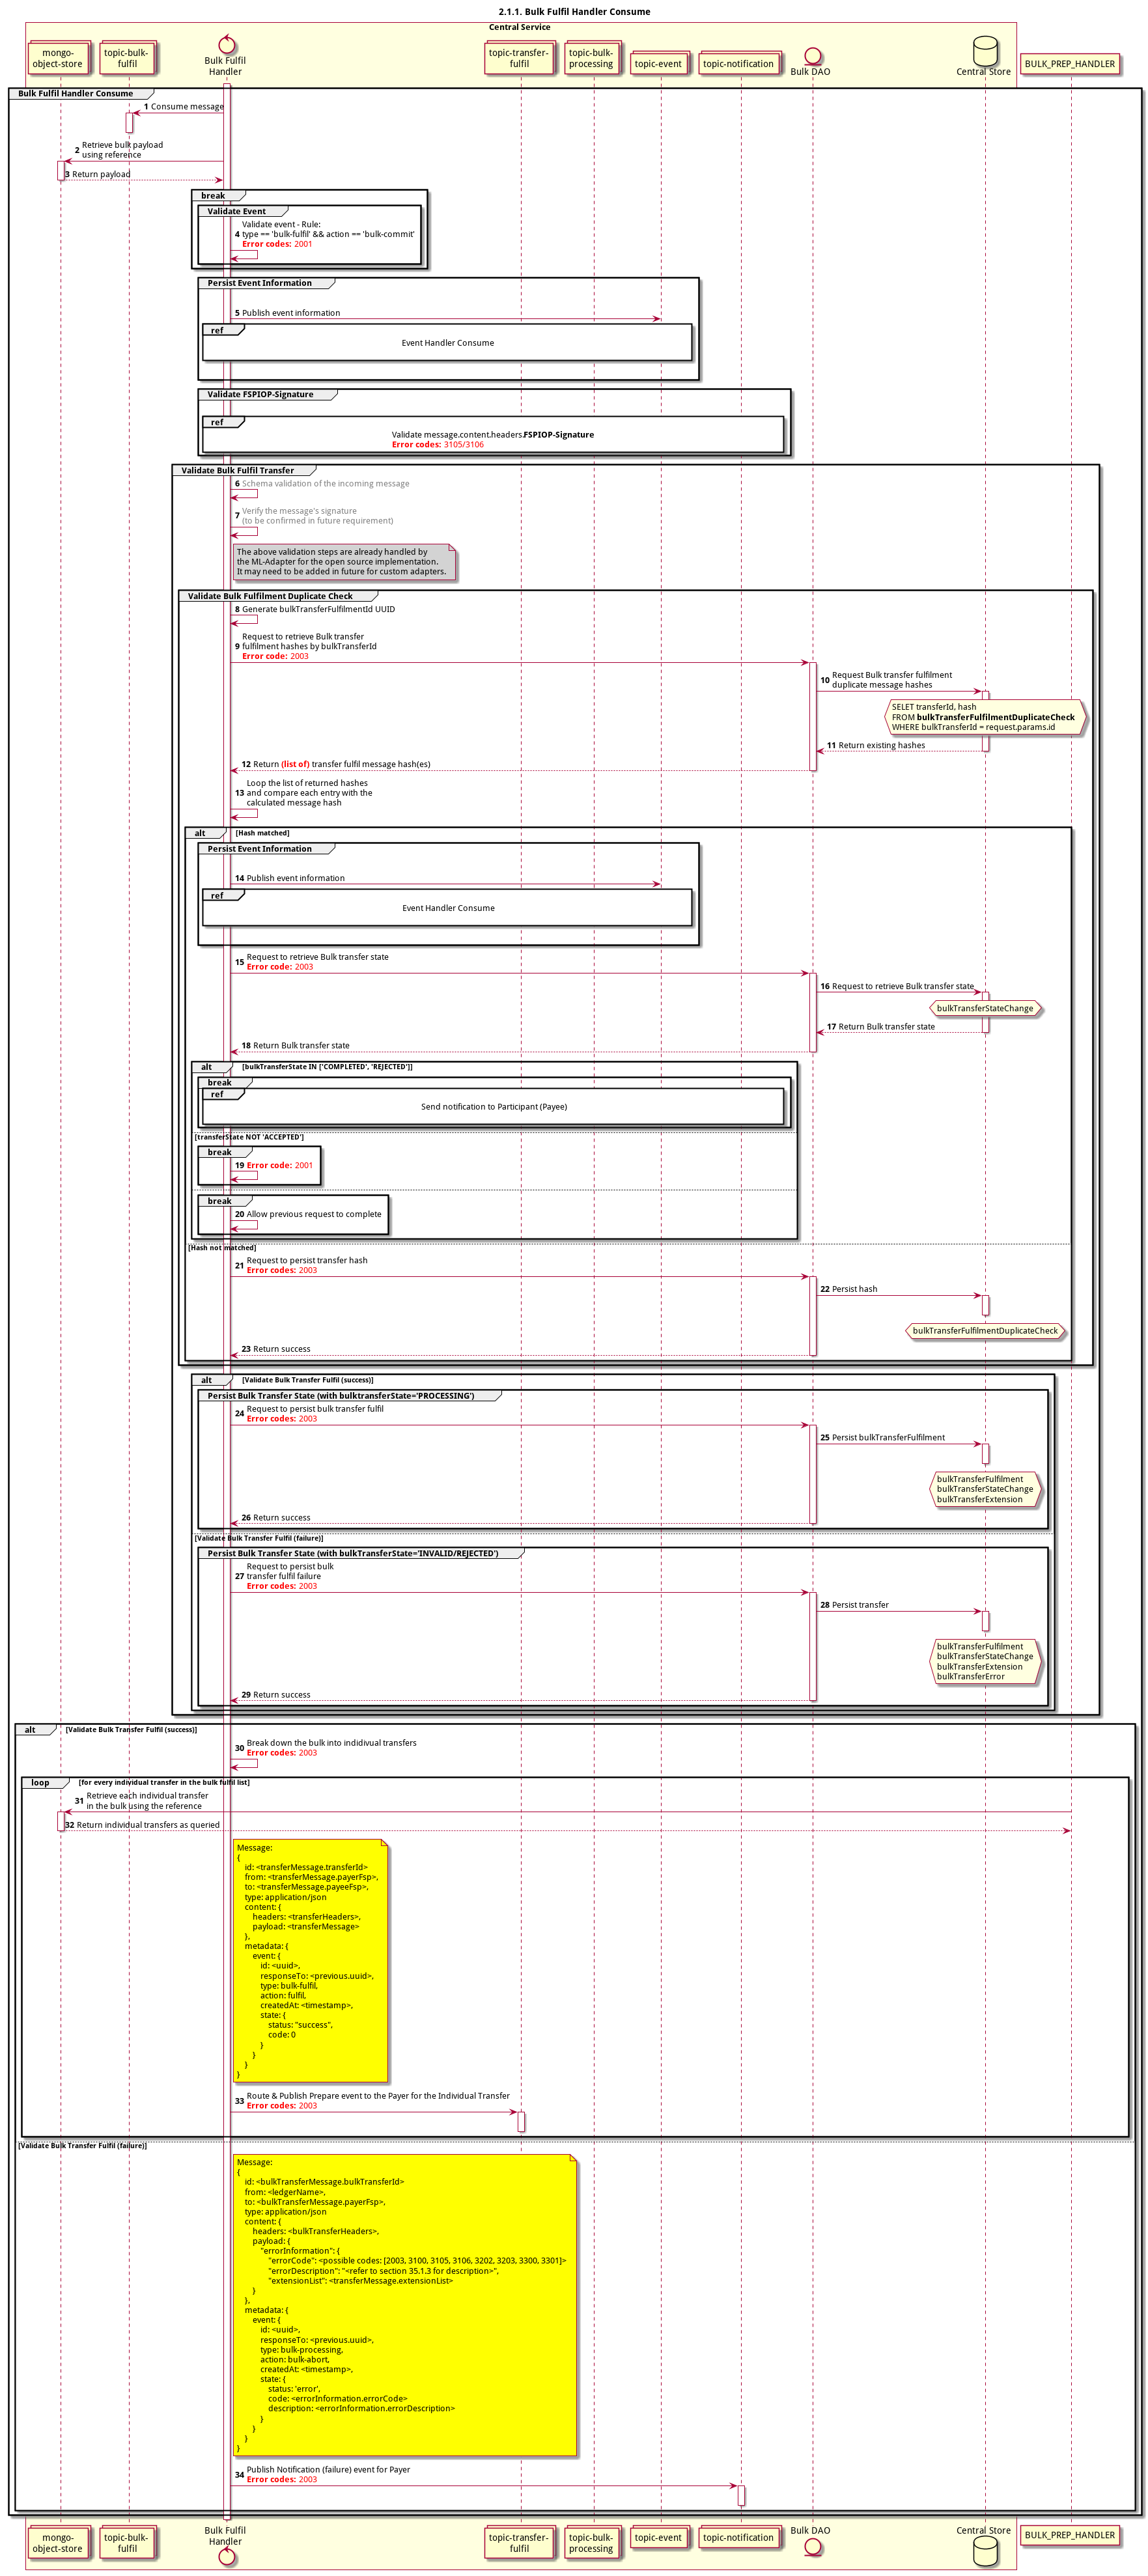 2.1.1. Bulk Fulfil Handler Consume
Central Service
mongo-
object-store
topic-bulk-
fulfil
Bulk Fulfil
Handler
topic-transfer-
fulfil
topic-bulk-
processing
topic-event
topic-notification
Bulk DAO
Central Store
BULK_PREP_HANDLER
Bulk Fulfil Handler Consume
1 Consume message
2 Retrieve bulk payload
using reference
3 Return payload
break
Validate Event
Validate event - Rule:
4 type == 'bulk-fulfil' && action == 'bulk-commit'
Error codes: 2001
Persist Event Information
5 Publish event information
ref
Event Handler Consume
Validate FSPIOP-Signature
ref
Validate message.content.headers.FSPIOP-Signature
Error codes: 3105/3106
Validate Bulk Fulfil Transfer
6 Schema validation of the incoming message
7 Verify the message's signature
(to be confirmed in future requirement)
The above validation steps are already handled by
the ML-Adapter for the open source implementation.
It may need to be added in future for custom adapters.
Validate Bulk Fulfilment Duplicate Check
8 Generate bulkTransferFulfilmentId UUID
Request to retrieve Bulk transfer
9 fulfilment hashes by bulkTransferId
Error code: 2003
10 Request Bulk transfer fulfilment
duplicate message hashes
SELET transferId, hash
FROM bulkTransferFulfilmentDuplicateCheck
WHERE bulkTransferId = request.params.id
11 Return existing hashes
12 Return (list of) transfer fulfil message hash(es)
Loop the list of returned hashes
13 and compare each entry with the
calculated message hash
alt [Hash matched]
Persist Event Information
14 Publish event information
ref
Event Handler Consume
15 Request to retrieve Bulk transfer state
Error code: 2003
16 Request to retrieve Bulk transfer state
bulkTransferStateChange
17 Return Bulk transfer state
18 Return Bulk transfer state
alt [bulkTransferState IN ['COMPLETED', 'REJECTED']]
break
ref
Send notification to Participant (Payee)
[transferState NOT 'ACCEPTED']
break
19 Error code: 2001
break
20 Allow previous request to complete
[Hash not matched]
21 Request to persist transfer hash
Error codes: 2003
22 Persist hash
bulkTransferFulfilmentDuplicateCheck
23 Return success
alt [Validate Bulk Transfer Fulfil (success)]
Persist Bulk Transfer State (with bulktransferState='PROCESSING')
24 Request to persist bulk transfer fulfil
Error codes: 2003
25 Persist bulkTransferFulfilment
bulkTransferFulfilment
bulkTransferStateChange
bulkTransferExtension
26 Return success
[Validate Bulk Transfer Fulfil (failure)]
Persist Bulk Transfer State (with bulkTransferState='INVALID/REJECTED')
Request to persist bulk
27 transfer fulfil failure
Error codes: 2003
28 Persist transfer
bulkTransferFulfilment
bulkTransferStateChange
bulkTransferExtension
bulkTransferError
29 Return success
alt [Validate Bulk Transfer Fulfil (success)]
30 Break down the bulk into indidivual transfers
Error codes: 2003
loop [for every individual transfer in the bulk fulfil list]
31 Retrieve each individual transfer
in the bulk using the reference
32 Return individual transfers as queried
Message:
{
id: <transferMessage.transferId>
from: <transferMessage.payerFsp>,
to: <transferMessage.payeeFsp>,
type: application/json
content: {
headers: <transferHeaders>,
payload: <transferMessage>
},
metadata: {
event: {
id: <uuid>,
responseTo: <previous.uuid>,
type: bulk-fulfil,
action: fulfil,
createdAt: <timestamp>,
state: {
status: "success",
code: 0
}
}
}
}
33 Route & Publish Prepare event to the Payer for the Individual Transfer
Error codes: 2003
[Validate Bulk Transfer Fulfil (failure)]
Message:
{
id: <bulkTransferMessage.bulkTransferId>
from: <ledgerName>,
to: <bulkTransferMessage.payerFsp>,
type: application/json
content: {
headers: <bulkTransferHeaders>,
payload: {
"errorInformation": {
"errorCode": <possible codes: [2003, 3100, 3105, 3106, 3202, 3203, 3300, 3301]>
"errorDescription": "<refer to section 35.1.3 for description>",
"extensionList": <transferMessage.extensionList>
}
},
metadata: {
event: {
id: <uuid>,
responseTo: <previous.uuid>,
type: bulk-processing,
action: bulk-abort,
createdAt: <timestamp>,
state: {
status: 'error',
code: <errorInformation.errorCode>
description: <errorInformation.errorDescription>
}
}
}
}
34 Publish Notification (failure) event for Payer
Error codes: 2003
mongo-
object-store
topic-bulk-
fulfil
Bulk Fulfil
Handler
topic-transfer-
fulfil
topic-bulk-
processing
topic-event
topic-notification
Bulk DAO
Central Store
BULK_PREP_HANDLER